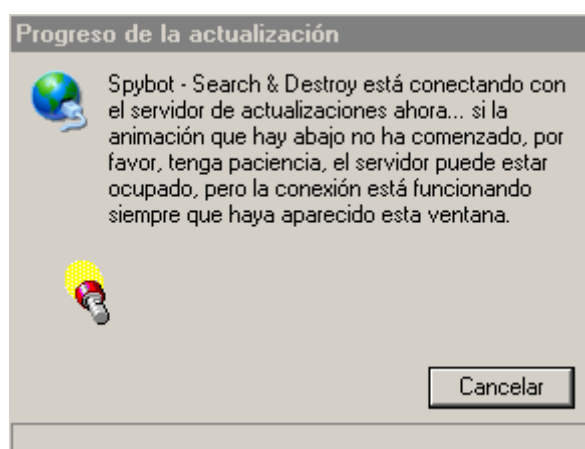 Progreso de la actualización
Spybot - Search & Destroy está conectando con
el servidor de actualizaciones ahora... si la
animación que hay abajo no ha comenzado, por
favor, tenga paciencia, el servidor puede estar
ocupado, pero la conexión está funcionando
siempre que haya aparecido esta ventana.
Cancelar